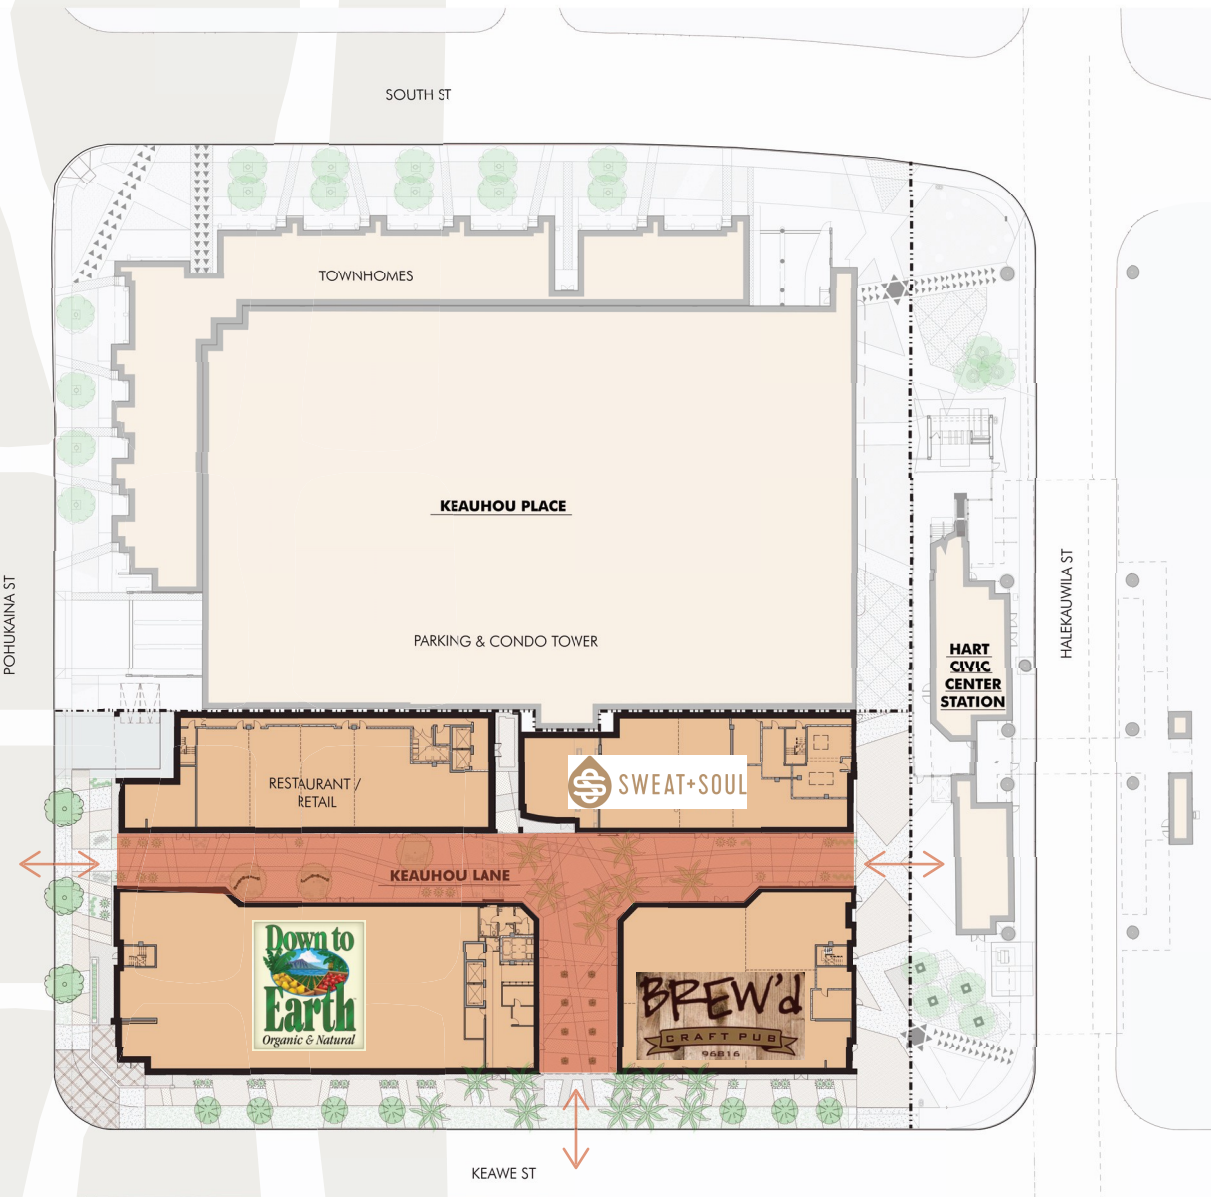 SOUTH ST
TOWNHOMES
KEAUHOU PLACE
PARKING & CONDO TOWER
POHUKAINA ST
HALEKAUWILA ST
HART
CIVIC
CENTER
STATION
RESTAURANT /
RETAIL
SWEAT+SOUL
KEAUHOU LANE
Down to
Earth
Organic & Natural
BREW'd
CRAFT PUB
96816
KEAWE ST